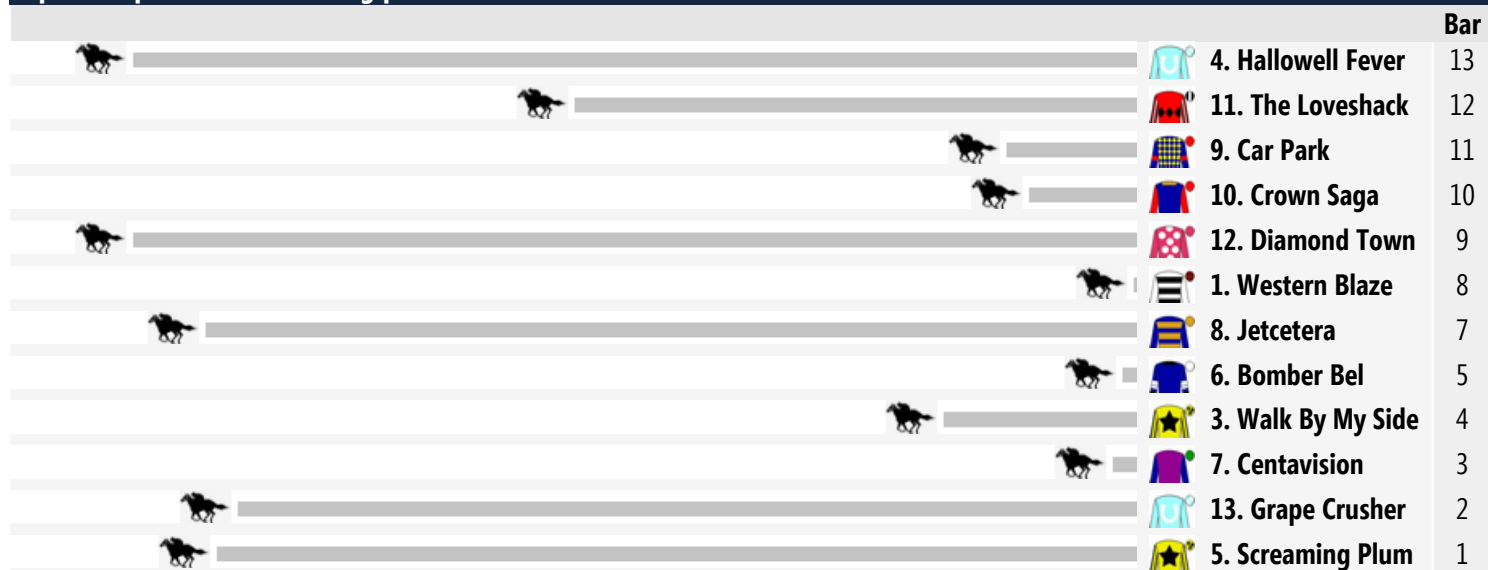 Bar
4. Hallowell Fever 13
11. The Loveshack 12
9. Car Park 11
10. Crown Saga 10
12. Diamond Town 9
1. Western Blaze 8
8. Jetcetera 7
6. Bomber Bel 5
3. Walk By My Side 4
7. Centavision 3
13. Grape Crusher 2
5. Screaming Plum 1